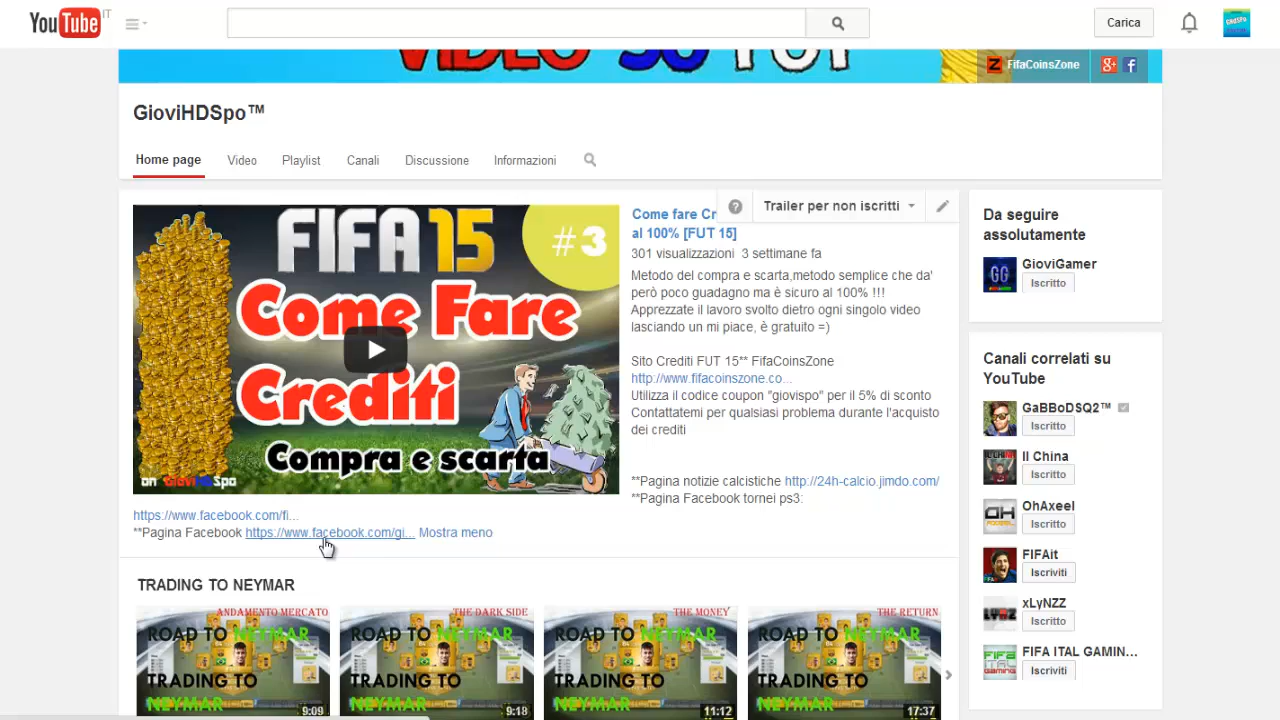 YouTube IT
Carica
VIDEO SU FUT
FifaCoinsZone
GioviHDSpo™
Home page
Video
Playlist
Canali
Discussione
Informazioni
FIFA 15
#3
Come Fare
Crediti
Compra e scarta
on GioviHDSpo
Trailer per non iscritti
Come fare Cr
al 100% [FUT 15]
301 visualizzazioni 3 settimane fa
Metodo del compra e scarta,metodo semplice che da'
però poco guadagno ma è sicuro al 100% !!!
Apprezzate il lavoro svolto dietro ogni singolo video
lasciando un mi piace, è gratuito =)
Sito Crediti FUT 15** FifaCoinsZone
http://www.fifacoinszone.co...
Utilizza il codice coupon "giovispo" per il 5% di sconto
Contattatemi per qualsiasi problema durante l'acquisto
dei crediti
**Pagina notizie calcistiche http://24h-calcio.jimdo.com/
**Pagina Facebook tornei ps3:
https://www.facebook.com/fi...
**Pagina Facebook https://www.facebook.com/gi... Mostra meno
TRADING TO NEYMAR
ANDAMENTO MERCATO
ROAD TO NEYMAR
TRADING TO
NEYMAR
9:09
THE DARK SIDE
ROAD TO NEYMAR
TRADING TO
NEYMAR
9:18
THE MONEY
ROAD TO NEYMAR
TRADING TO
NEYMAR
11:12
THE RETURN
ROAD TO NEYMAR
TRADING TO
NEYMAR
17:37
Da seguire
assolutamente
GioviGamer
Iscritto
Canali correlati su
YouTube
GaBBoDSQ2™
Iscritto
Il China
Iscritto
OhAxeel
Iscritto
FIFAit
Iscriviti
xLyNZZ
Iscritto
FIFA ITAL GAMIN...
Iscriviti